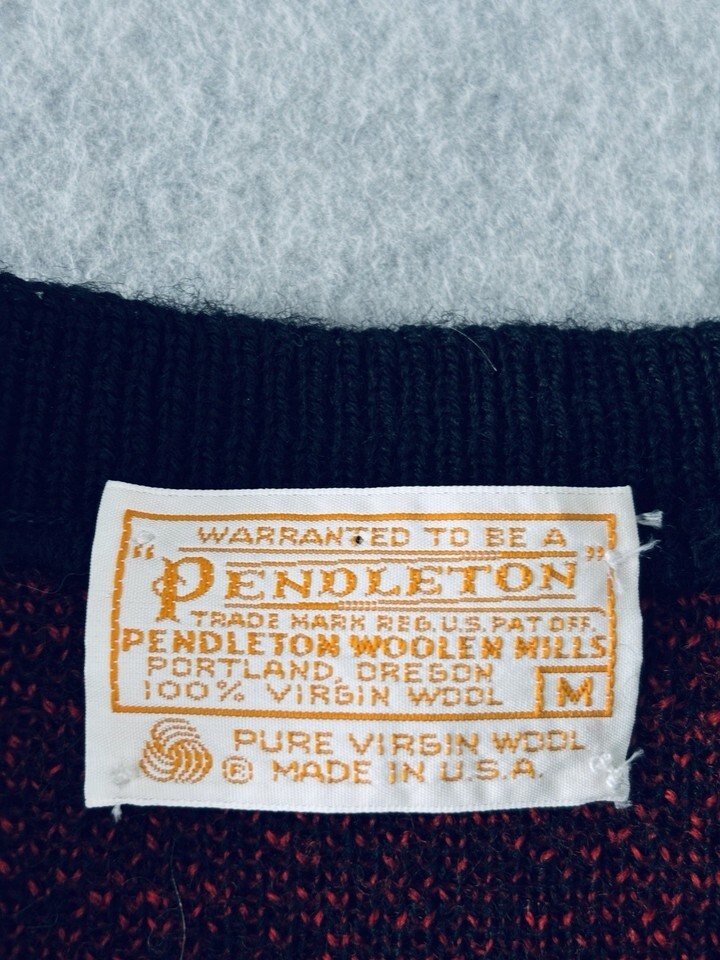 WARRANTED TO BE A
"PENDLETON"
TRADE MARK REG. U.S. PAT OFF.
PENDLETON WOOLEN MILLS
PORTLAND, OREGON
100% VIRGIN WOOL M
PURE VIRGIN WOOL
® MADE IN U.S.A.